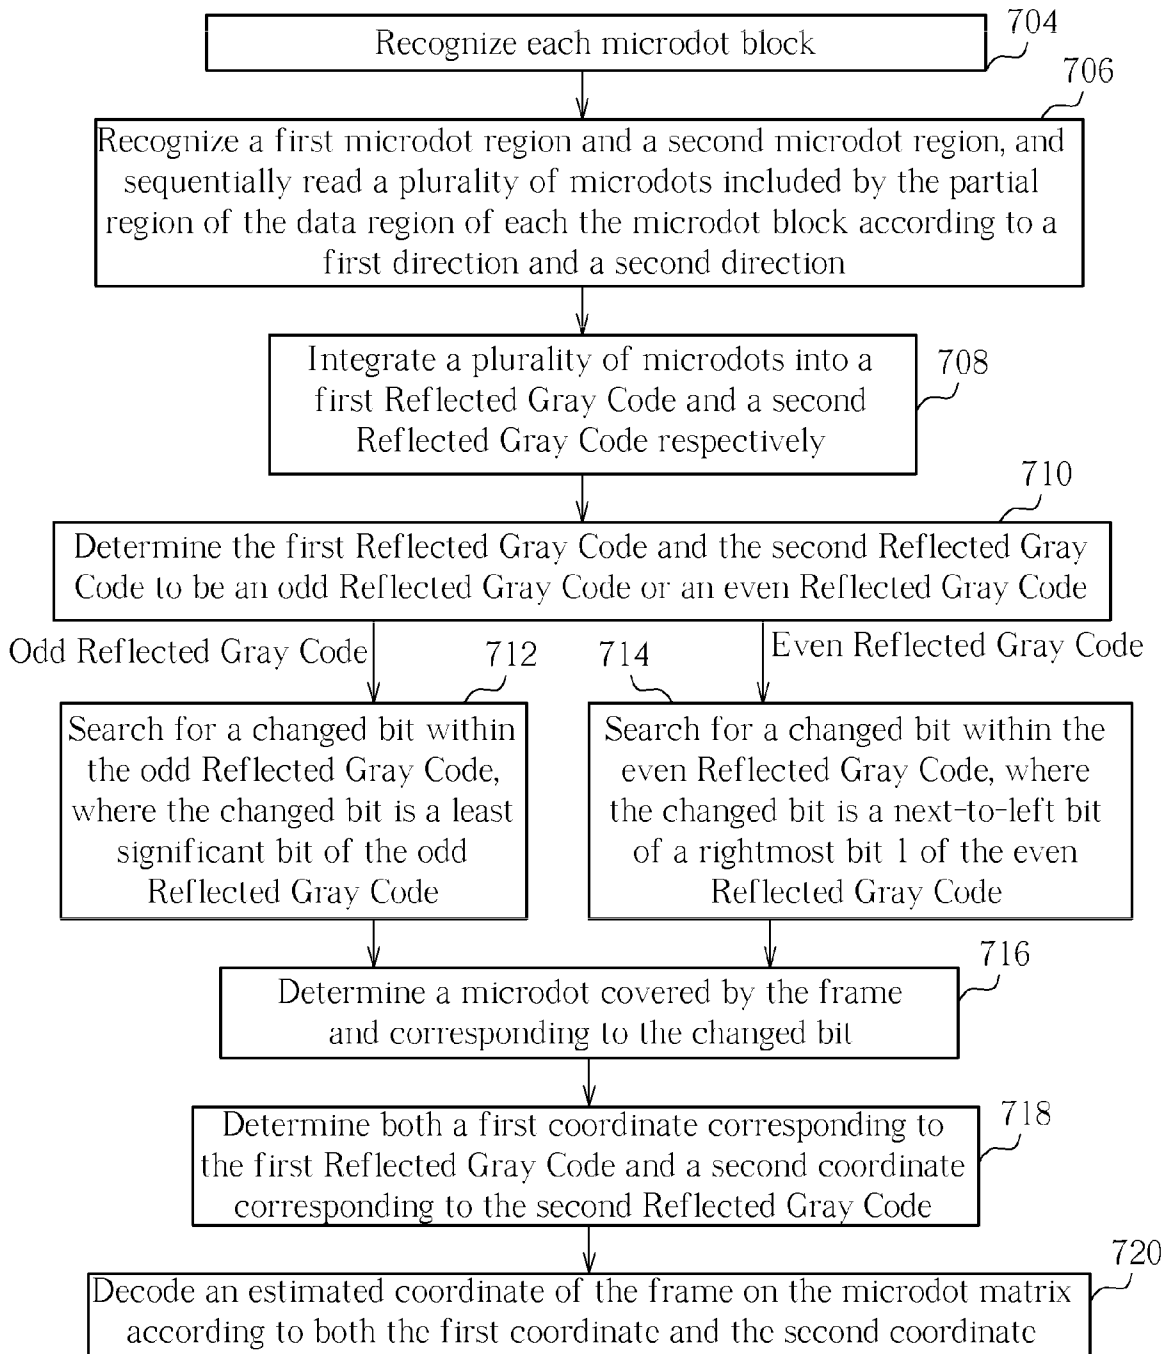 704
Recognize each microdot block
706
Recognize a first microdot region and a second microdot region, and
sequentially read a plurality of microdots included by the partial
region of the data region of each the microdot block according to a
first direction and a second direction
708
Integrate a plurality of microdots into a
first Reflected Gray Code and a second
Reflected Gray Code respectively
710
Determine the first Reflected Gray Code and the second Reflected Gray
Code to be an odd Reflected Gray Code or an even Reflected Gray Code
Odd Reflected Gray Code
Even Reflected Gray Code
712
Search for a changed bit within
the odd Reflected Gray Code,
where the changed bit is a least
significant bit of the odd
Reflected Gray Code
714
Search for a changed bit within the
even Reflected Gray Code, where
the changed bit is a next-to-left bit
of a rightmost bit 1 of the even
Reflected Gray Code
716
Determine a microdot covered by the frame
and corresponding to the changed bit
718
Determine both a first coordinate corresponding to
the first Reflected Gray Code and a second coordinate
corresponding to the second Reflected Gray Code
720
Decode an estimated coordinate of the frame on the microdot matrix
according to both the first coordinate and the second coordinate